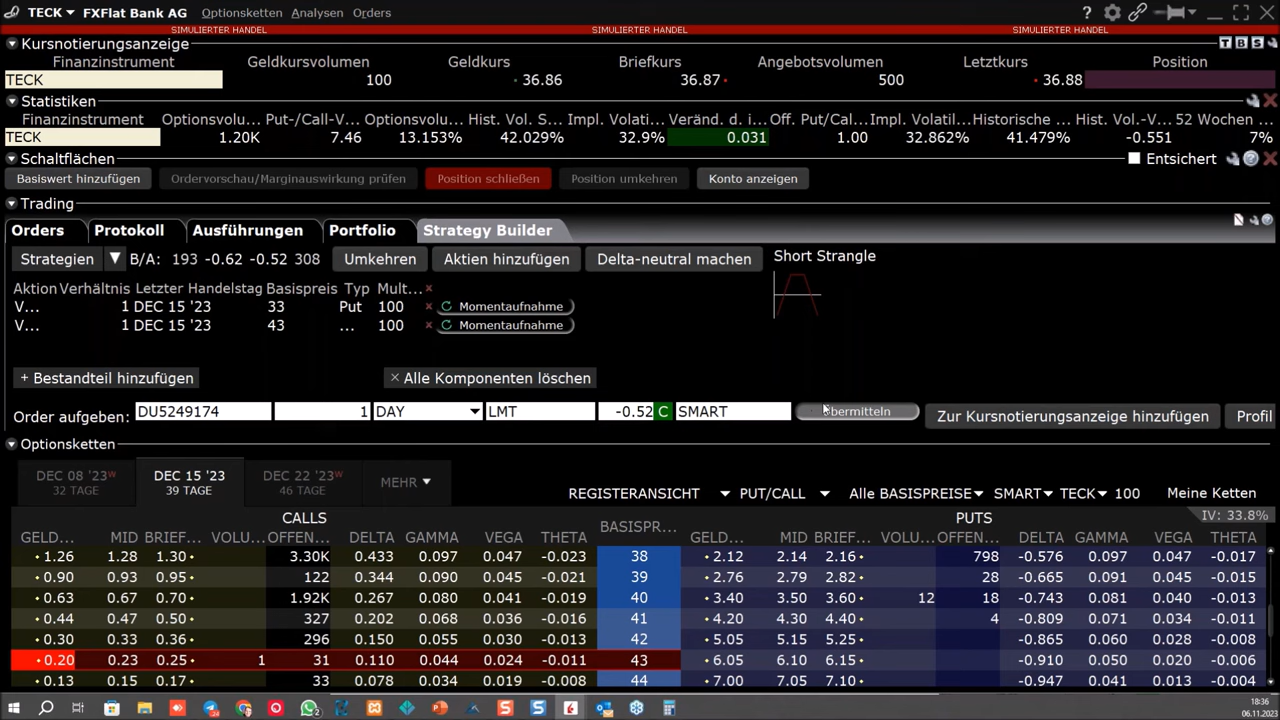 TECK FXFlat Bank AG Optionsketten Analysen Orders ?
SIMULIERTER HANDEL SIMULIERTER HANDEL SIMULIERTER HANDEL
Kursnotierungsanzeige T B S
Finanzinstrument Geldkursvolumen Geldkurs Briefkurs Angebotsvolumen Letztkurs Position
TECK 100 36.86 36.87 500 36.88
Statistiken
Finanzinstrument Optionsvolu... Put-/Call-V... Optionsvolu... Hist. Vol. S... Impl. Volati... Veränd. d. i... Off. Put/Ca... Impl. Volatil... Historische ... Hist. Vol.-V... 52 Wochen ...
TECK 1.20K 7.46 13.153% 42.029% 32.9% 0.031 1.00 32.862% 41.479% -0.551 7%
Schaltflächen Entsichert
Basiswert hinzufügen Ordervorschau/Marginauswirkung prüfen Position schließen Position umkehren Konto anzeigen
Trading
Orders Protokoll Ausführungen Portfolio Strategy Builder
Strategien B/A: 193 -0.62 -0.52 308 Umkehren Aktien hinzufügen Delta-neutral machen Short Strangle
Aktion Verhältnis Letzter Handelstag Basispreis Typ Mult...
V... 1 DEC 15 '23 33 Put 100 Momentaufnahme
V... 1 DEC 15 '23 43 ... 100 Momentaufnahme
+ Bestandteil hinzufügen × Alle Komponenten löschen
Order aufgeben: DU5249174 1 DAY LMT -0.52 C SMART Übermitteln Zur Kursnotierungsanzeige hinzufügen Profil
Optionsketten
DEC 08 '23W DEC 15 '23 DEC 22 '23W MEHR
32 TAGE 39 TAGE 46 TAGE
REGISTERANSICHT PUT/CALL Alle BASISPREISE SMART TECK 100 Meine Ketten
IV: 33.8%
CALLS PUTS
GELD... MID BRIEF... VOLU... OFFEN... DELTA GAMMA VEGA THETA BASISPR... GELD... MID BRIEF... VOLU... OFFEN... DELTA GAMMA VEGA THETA
1.26 1.28 1.30 3.30K 0.433 0.097 0.047 -0.023 38 2.12 2.14 2.16 798 -0.576 0.097 0.047 -0.017
0.90 0.93 0.95 122 0.344 0.090 0.045 -0.021 39 2.76 2.79 2.82 28 -0.665 0.091 0.045 -0.015
0.63 0.67 0.70 1.92K 0.267 0.080 0.041 -0.019 40 3.40 3.50 3.60 12 18 -0.743 0.081 0.040 -0.013
0.44 0.47 0.50 327 0.202 0.068 0.036 -0.016 41 4.20 4.30 4.40 4 -0.809 0.071 0.034 -0.011
0.30 0.33 0.36 296 0.150 0.055 0.030 -0.013 42 5.05 5.15 5.25 -0.865 0.060 0.028 -0.008
0.20 0.23 0.25 1 31 0.110 0.044 0.024 -0.011 43 6.05 6.10 6.15 -0.910 0.050 0.020 -0.006
0.13 0.15 0.17 33 0.078 0.034 0.019 -0.008 44 7.00 7.05 7.10 -0.941 0.041 0.015 -0.004
18:36
06.11.2023